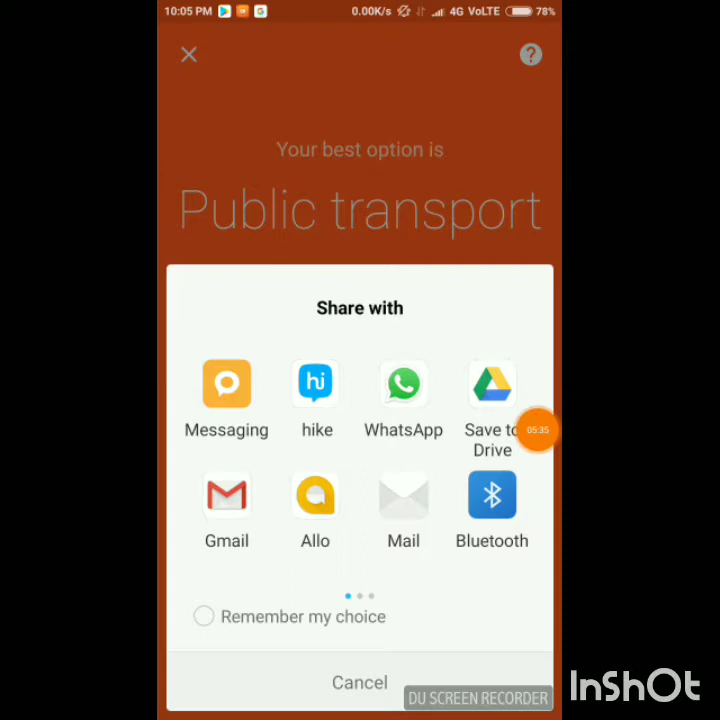 10:05 PM 0.00K/s 4G VoLTE 78%
Your best option is
Public transport
Share with
Messaging hike WhatsApp Save to Drive
05:35
Gmail Allo Mail Bluetooth
Remember my choice
Cancel
DU SCREEN RECORDER
InShOt